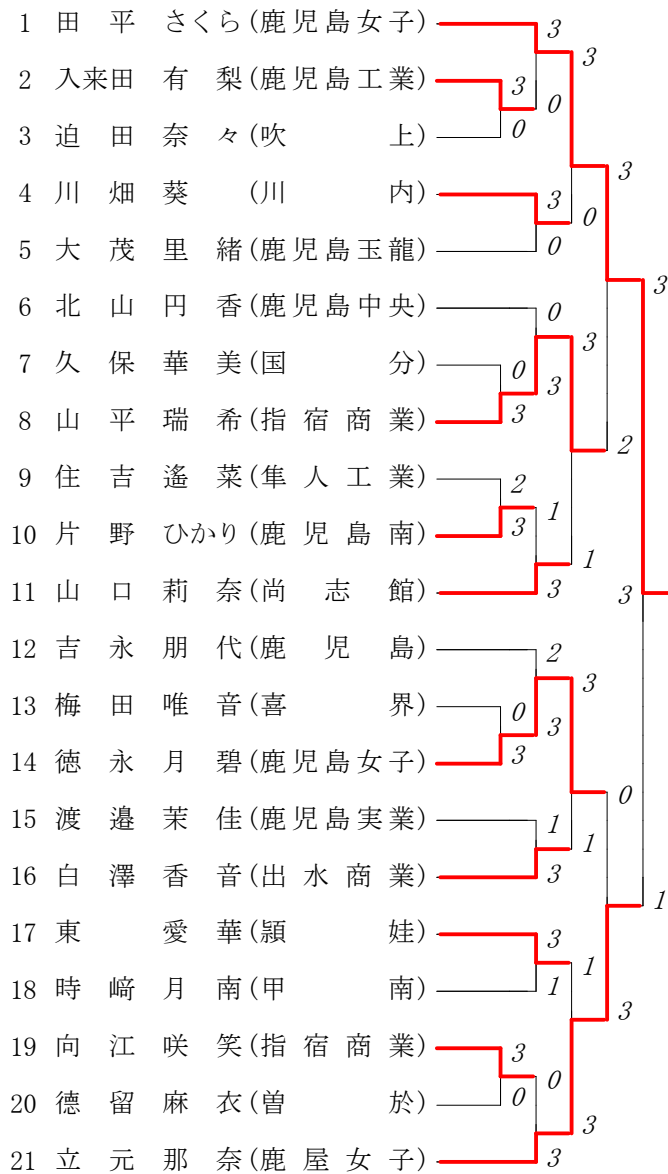 1 田平 さくら (鹿児島女子)
3
3
2 入来田 有梨 (鹿児島工業)
3
0
3 迫田 奈々 (吹上)
0
3
4 川畑 葵 (川内)
3
0
5 大茂 里緒 (鹿児島玉龍)
0
3
6 北山 円香 (鹿児島中央)
0
3
7 久保 華美 (国分)
0
3
8 山平 瑞希 (指宿商業)
3
2
9 住吉 遙菜 (隼人工業)
2
1
10 片野 ひかり (鹿児島南)
3
1
11 山口 莉奈 (尚志館)
3
3
12 吉永 朋代 (鹿児島)
2
3
13 梅田 唯音 (喜界)
0
3
14 徳永 月碧 (鹿児島女子)
3
0
15 渡邉 茉佳 (鹿児島実業)
1
1
16 白澤 香音 (出水商業)
3
1
17 東 愛華 (頴娃)
3
1
18 時﨑 月南 (甲南)
1
3
19 向江 咲笑 (指宿商業)
3
0
20 德留 麻衣 (曽於)
0
3
21 立元 那奈 (鹿屋女子)
3